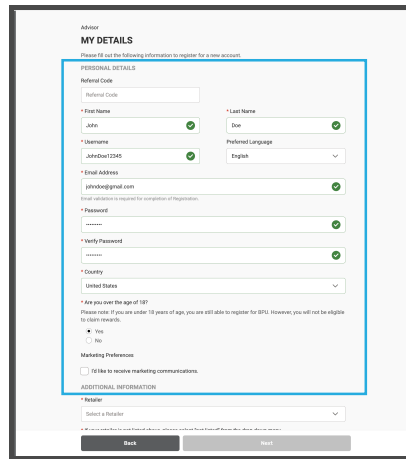 Advisor
MY DETAILS
Please fill out the following information to register for a new account.
PERSONAL DETAILS
Referral Code
Referral Code
* First Name
* Last Name
John
Doe
* Username
Preferred Language
JohnDoe12345
English
* Email Address
johndoe@gmail.com
Email validation is required for completion of Registration.
* Password
••••••••••
* Verify Password
••••••••••
* Country
United States
* Are you over the age of 18?
Please note: If you are under 18 years of age, you are still able to register for BPU. However, you will not be eligible
to claim rewards.
Yes
No
Marketing Preferences
I'd like to receive marketing communications.
ADDITIONAL INFORMATION
* Retailer
Select a Retailer
Back
Next